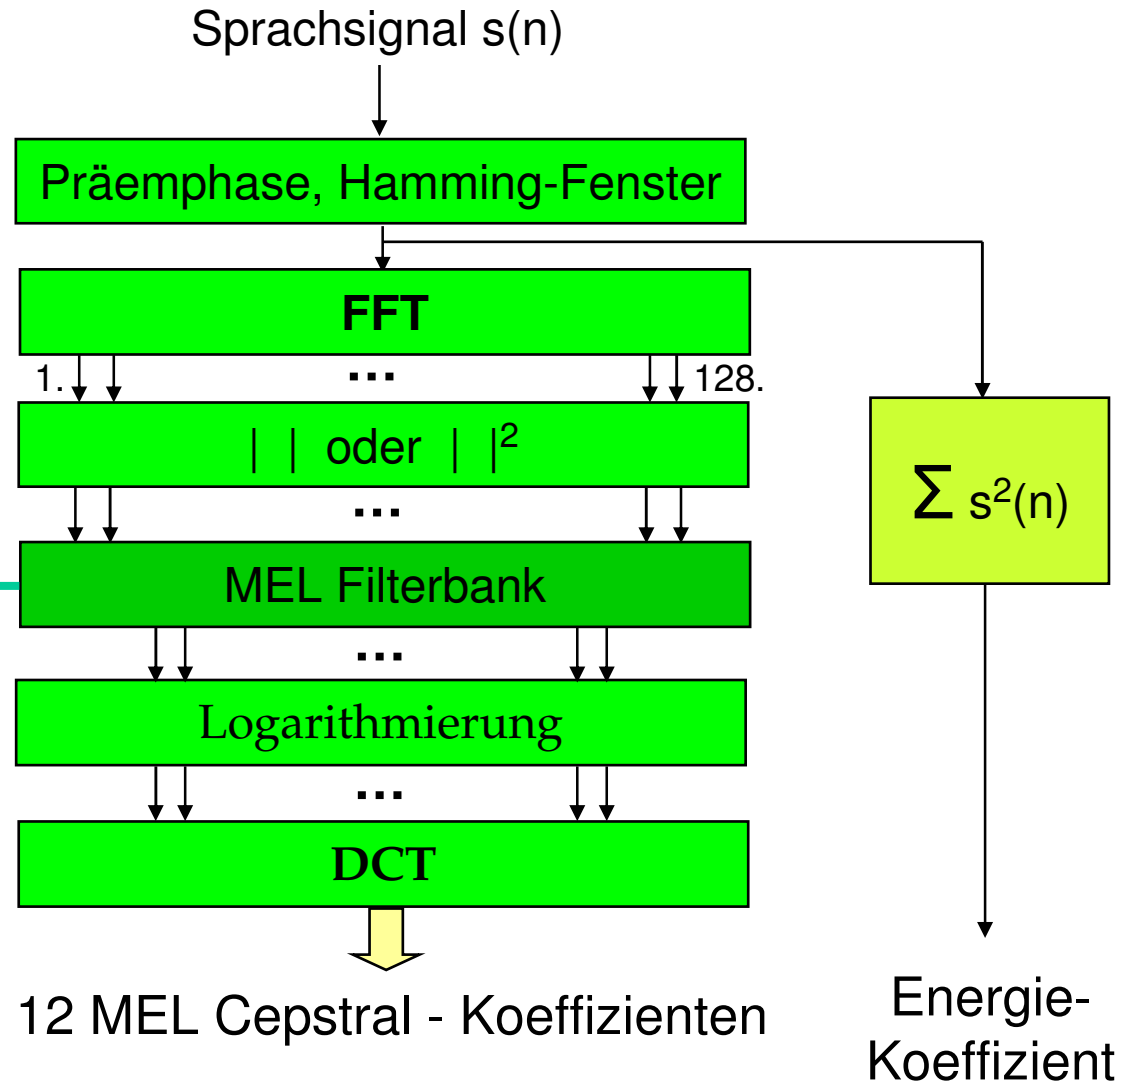 Sprachsignal s(n)
Präemphase, Hamming-Fenster
FFT
1. ... 128.
| | oder | |²
...
Σ s²(n)
MEL Filterbank
...
Logarithmierung
...
DCT
12 MEL Cepstral - Koeffizienten
Energie-
Koeffizient